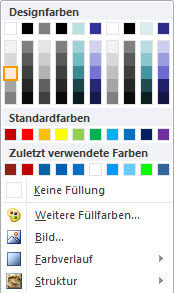 Designfarben
Standardfarben
Zuletzt verwendete Farben
Keine Füllung
Weitere Füllfarben...
Bild...
Farbverlauf
Struktur